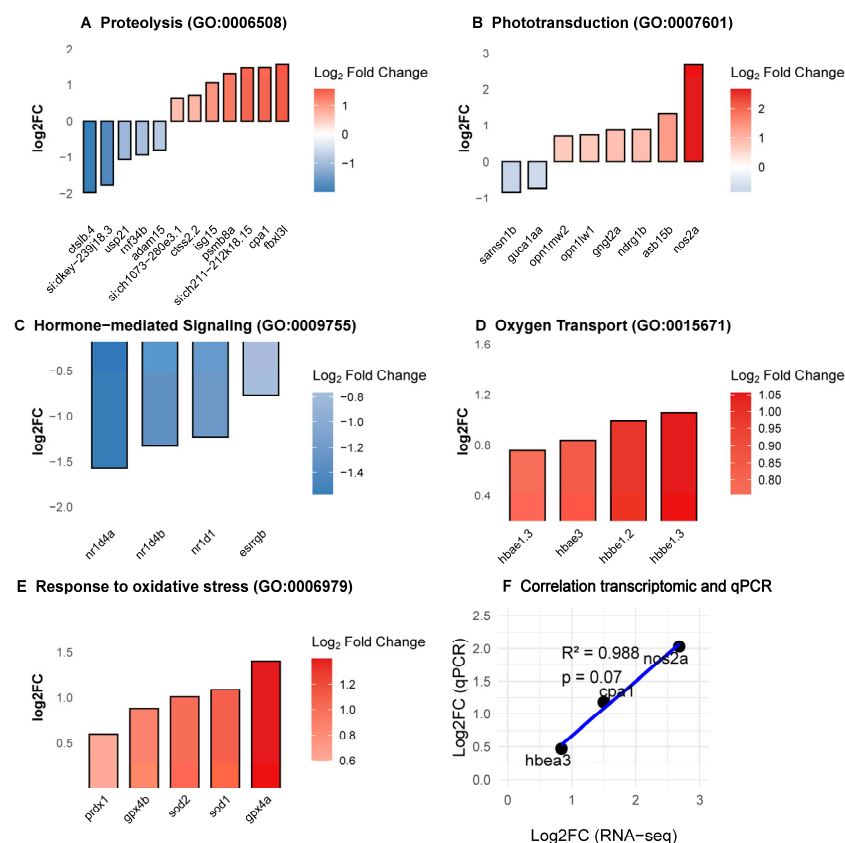 A Proteolysis (GO:0006508)
2
1
0
−1
−2
log2FC
ctslb.4
si:dkey−239j18.3
usp21
rnf34b
adam15
si:ch1073−280e3.1
ctss2.2
isg15
psmb8a
si:ch211−212k18.15
cpa1
fbxl3l
Log2 Fold Change
1
0
−1
B Phototransduction (GO:0007601)
3
2
1
0
−1
log2FC
samsn1b
guca1aa
opn1mw2
opn1lw1
gngt2a
ndrg1b
asb15b
nos2a
Log2 Fold Change
2
1
0
C Hormone−mediated Signaling (GO:0009755)
−0.5
−1.0
−1.5
−2.0
log2FC
nr1d4a
nr1d4b
nr1d1
esrrgb
Log2 Fold Change
−0.8
−1.0
−1.2
−1.4
D Oxygen Transport (GO:0015671)
1.6
1.2
0.8
0.4
log2FC
hbae1.3
hbae3
hbbe1.2
hbbe1.3
Log2 Fold Change
1.05
1.00
0.95
0.90
0.85
0.80
E Response to oxidative stress (GO:0006979)
1.5
1.0
0.5
log2FC
prdx1
gpx4b
sod2
sod1
gpx4a
Log2 Fold Change
1.2
1.0
0.8
0.6
F Correlation transcriptomic and qPCR
2.5
2.0
1.5
1.0
0.5
0.0
Log2FC (qPCR)
R² = 0.988
p = 0.07
nos2a
cpa1
hbea3
0
1
2
3
Log2FC (RNA−seq)